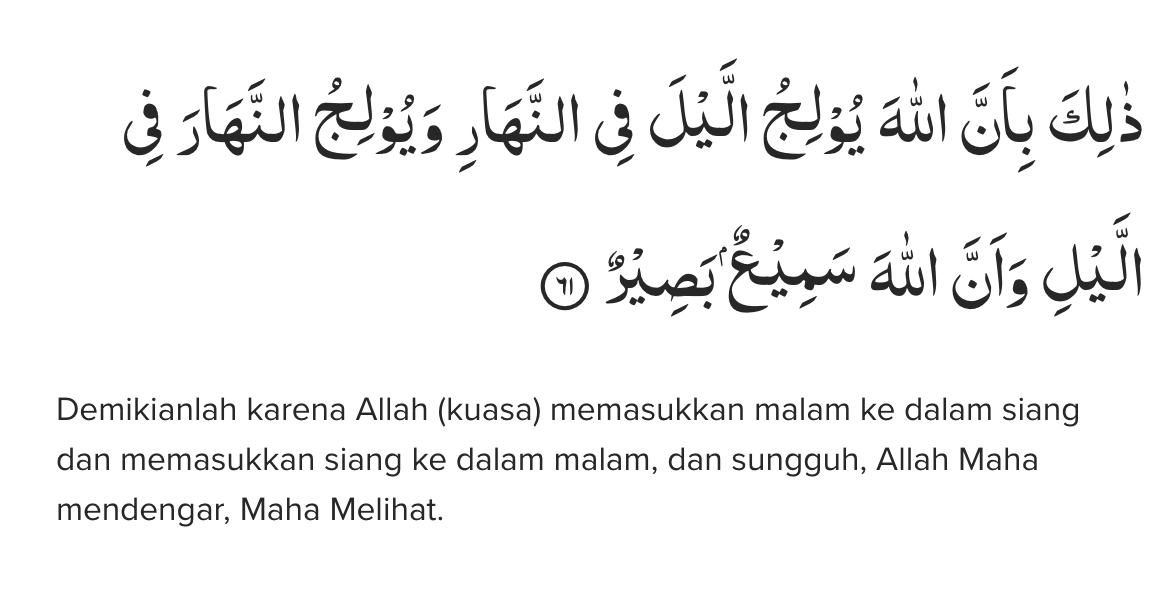 ذٰلِكَ بِاَنَّ اللّٰهَ يُوْلِجُ الَّيْلَ فِى النَّهَارِ وَيُوْلِجُ النَّهَارَ فِى
الَّيْلِ وَاَنَّ اللّٰهَ سَمِيْعٌۢ بَصِيْرٌ ٦١
Demikianlah karena Allah (kuasa) memasukkan malam ke dalam siang
dan memasukkan siang ke dalam malam, dan sungguh, Allah Maha
mendengar, Maha Melihat.